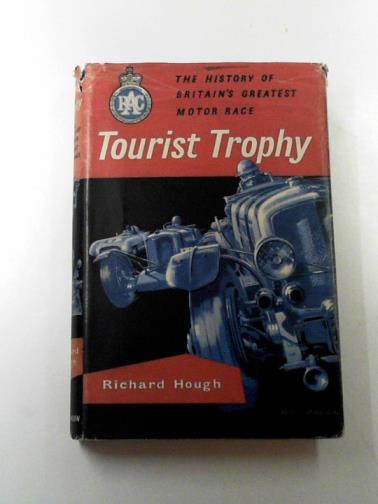 THE HISTORY OF
BRITAIN'S GREATEST
MOTOR RACE
RAC
Tourist Trophy
Richard Hough